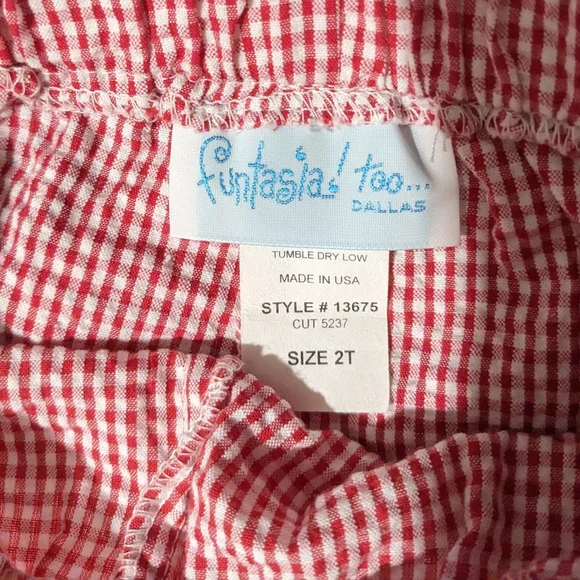 funtasia! too...
DALLAS
TUMBLE DRY LOW
MADE IN USA
STYLE # 13675
CUT 5237
SIZE 2T